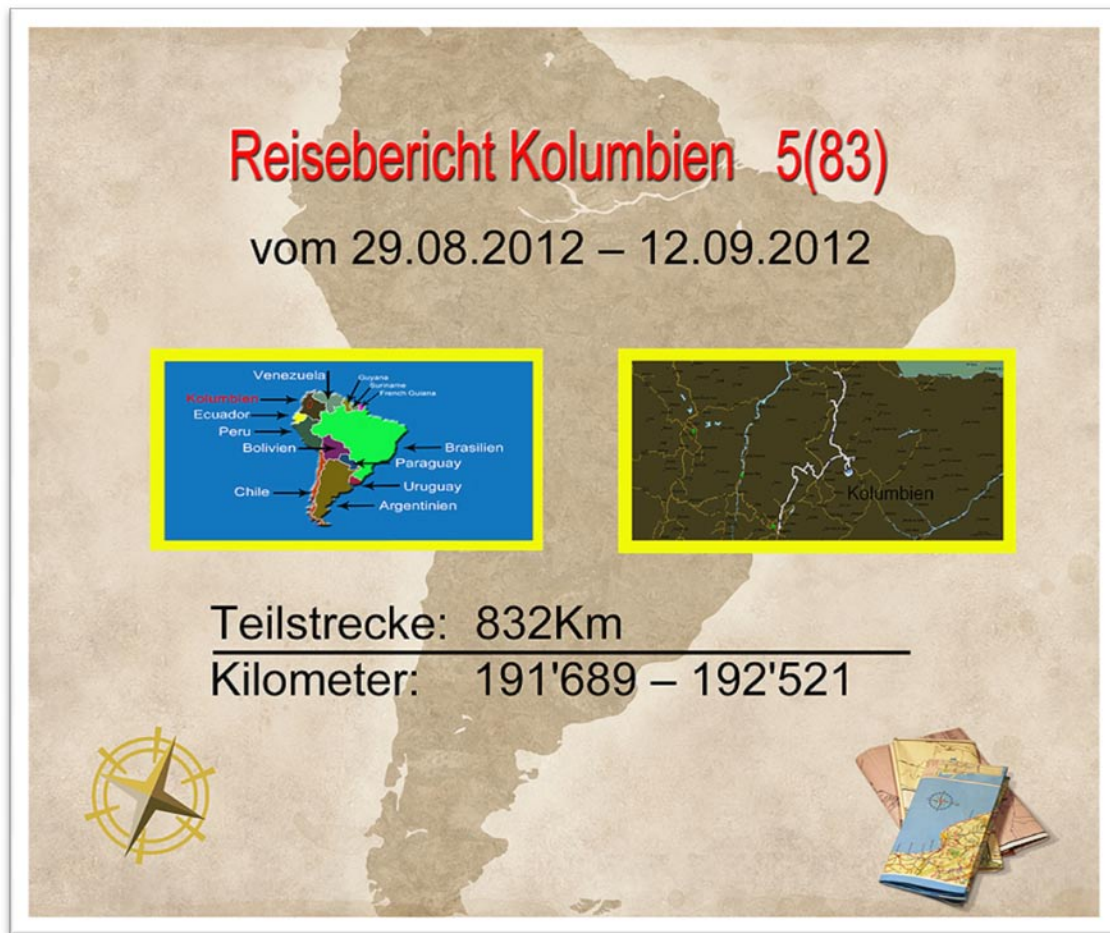 Reisebericht Kolumbien 5(83)
vom 29.08.2012 – 12.09.2012
Venezuela
Guyana
Suriname
French Guiana
Kolumbien
Ecuador
Peru
Bolivien
Brasilien
Paraguay
Chile
Uruguay
Argentinien
Kolumbien
Teilstrecke: 832Km
Kilometer: 191'689 – 192'521